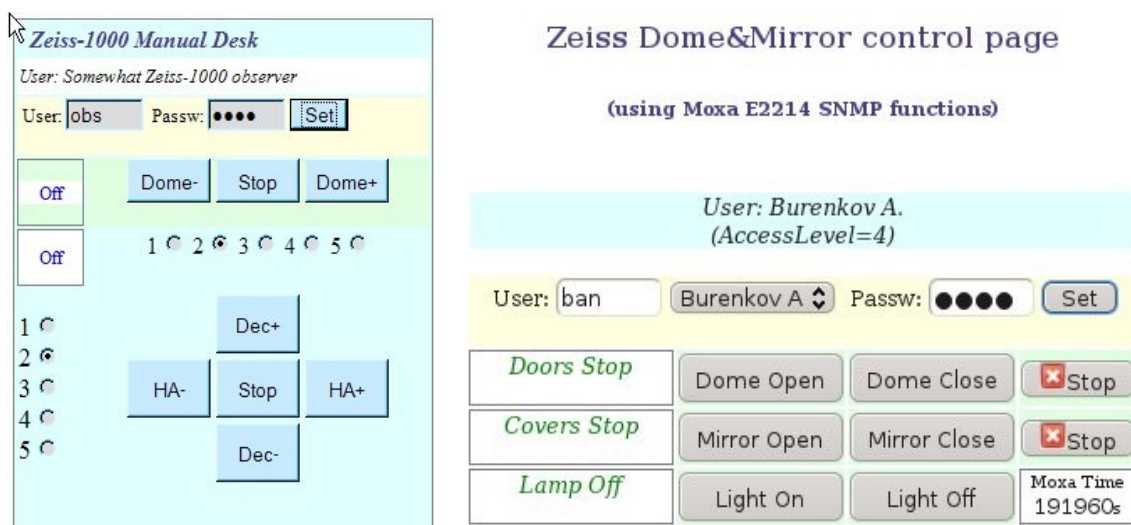 Zeiss-1000 Manual Desk
User: Somewhat Zeiss-1000 observer
User: obs Passw: •••• Set
Off Dome- Stop Dome+
Off 1 2 3 4 5
1
2
3
4
5
Dec+
HA- Stop HA+
Dec-
Zeiss Dome&Mirror control page
(using Moxa E2214 SNMP functions)
User: Burenkov A.
(AccessLevel=4)
User: ban Burenkov A Passw: ●●●● Set
Doors Stop Dome Open Dome Close Stop
Covers Stop Mirror Open Mirror Close Stop
Lamp Off Light On Light Off Moxa Time
191960s